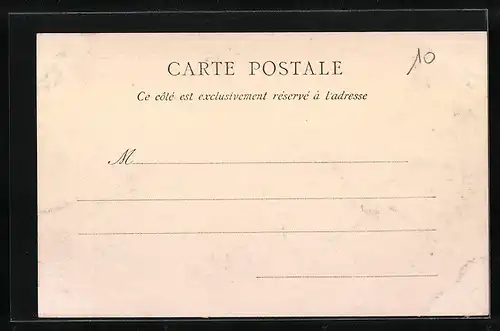 10
CARTE POSTALE
Ce côté est exclusivement réservé à l'adresse
M